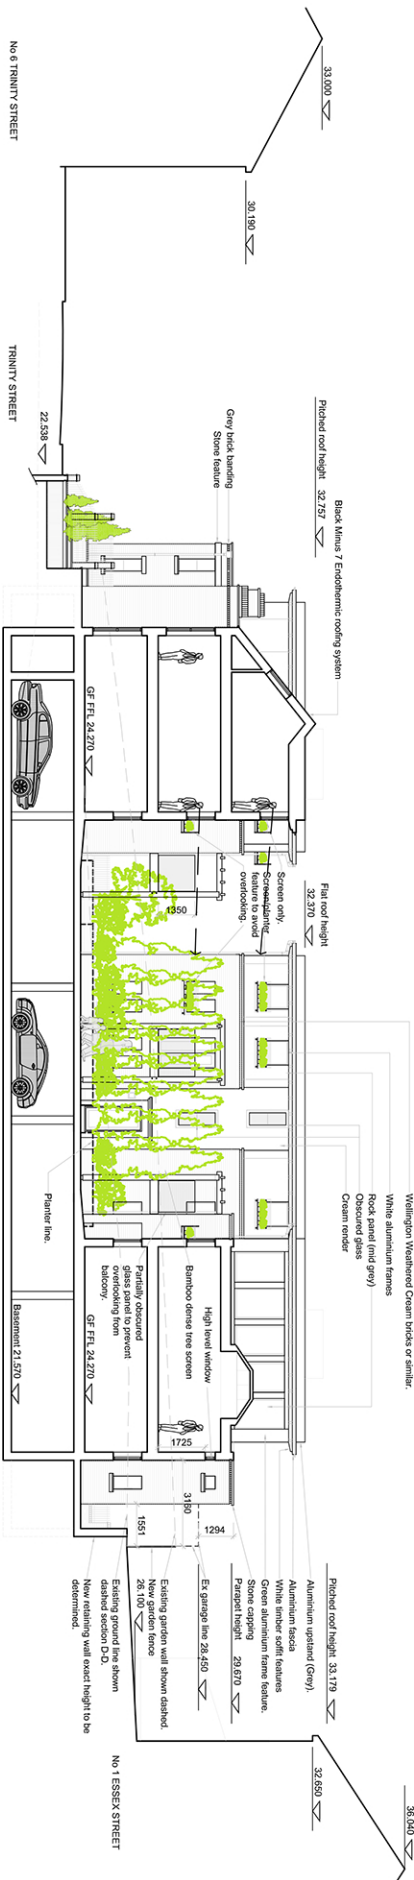 33.000
30.190
No 6 TRINITY STREET
TRINITY STREET
22.538
Grey brick banding
Stone feature
Pitched roof height 32.757
Black Minus 7 Endothermic roofing system
GF FFL 24.270
Flat roof height
32.370
Screen only.
Screen/planter
feature to avoid
overlooking.
1350
Wellington Weathered Cream bricks or similar.
White aluminium frames
Rock panel (mid grey)
Obscured glass
Cream render
Planter line.
High level window
Bamboo dense tree screen
Partially obscured
glass panel to prevent
overlooking from
balcony.
GF FFL 24.270
Basement 21.570
1725
3160
1551
1294
Pitched roof height 33.179
Aluminium upstand (Grey).
Aluminium fascia
White timber soffit features
Green aluminium frame feature.
Stone capping
Parapet height 29.670
Ex garage line 28.450
Existing garden wall shown dashed.
New garden fence
26.100
Existing ground line shown
dashed section D-D.
New retaining wall exact height to be
determined.
32.650
36.040
No 1 ESSEX STREET